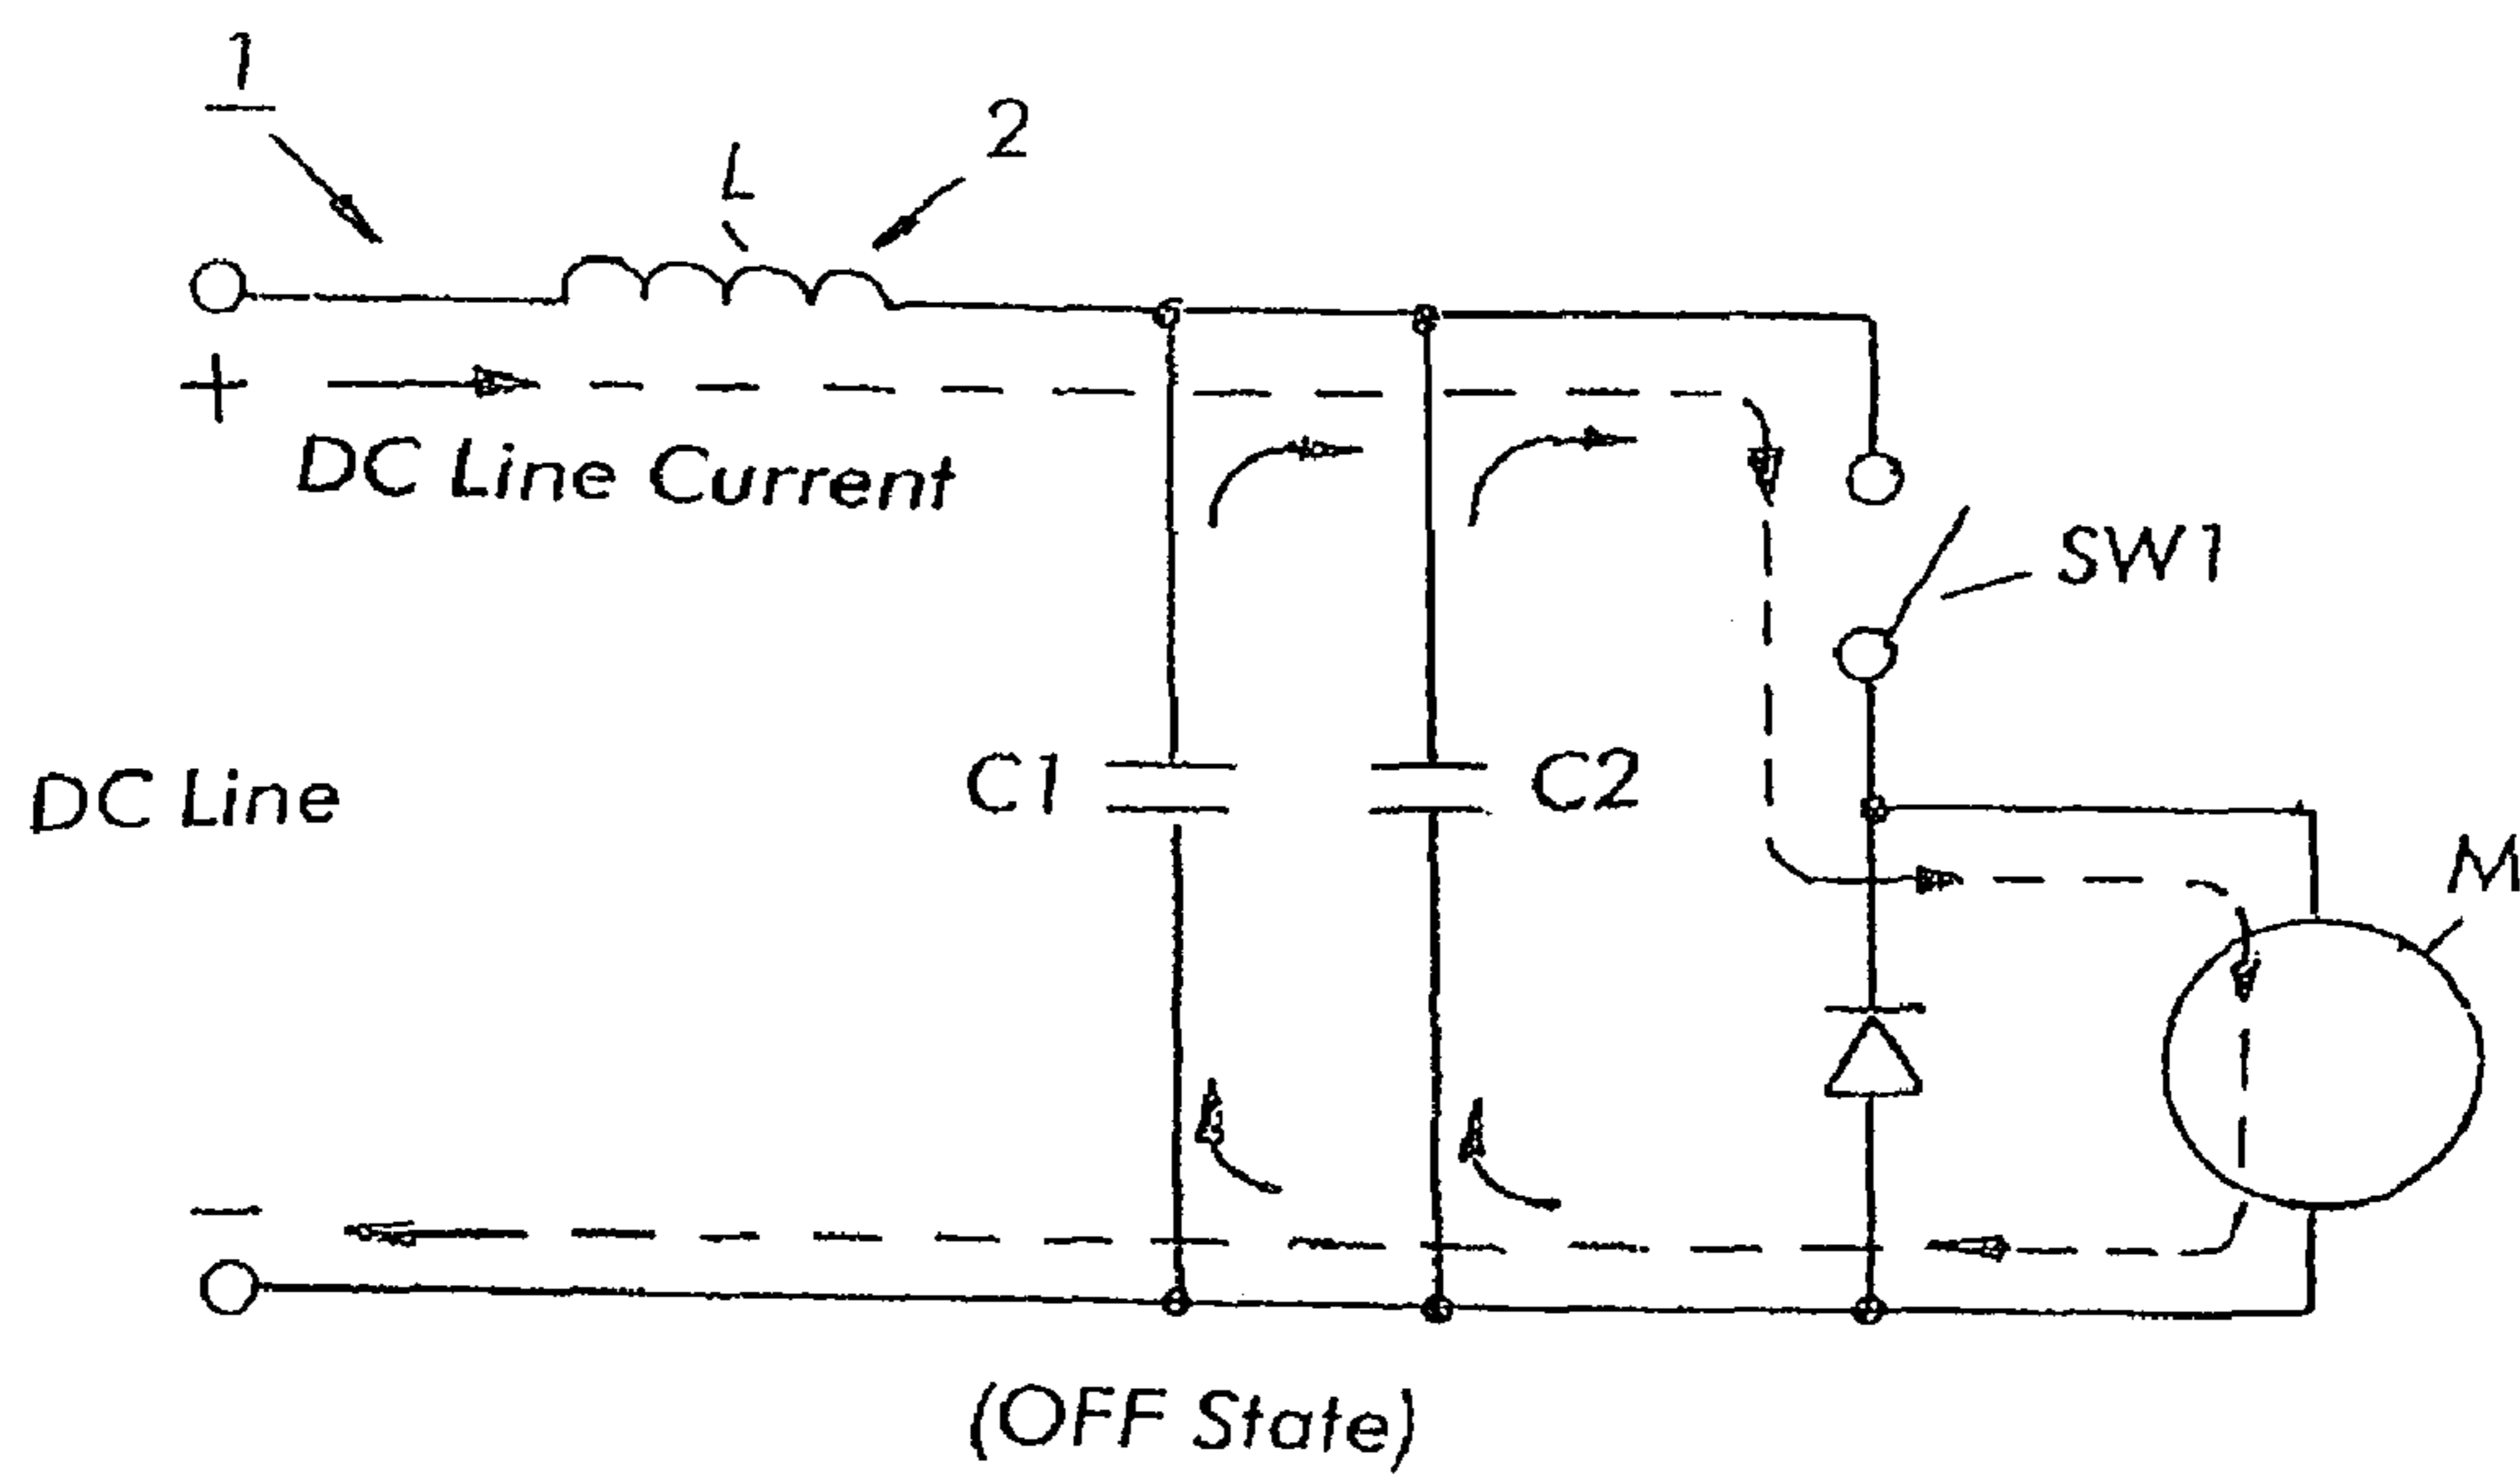 1
2
L
+
DC Line Current
SW1
DC Line
C1
C2
M
−
(OFF State)